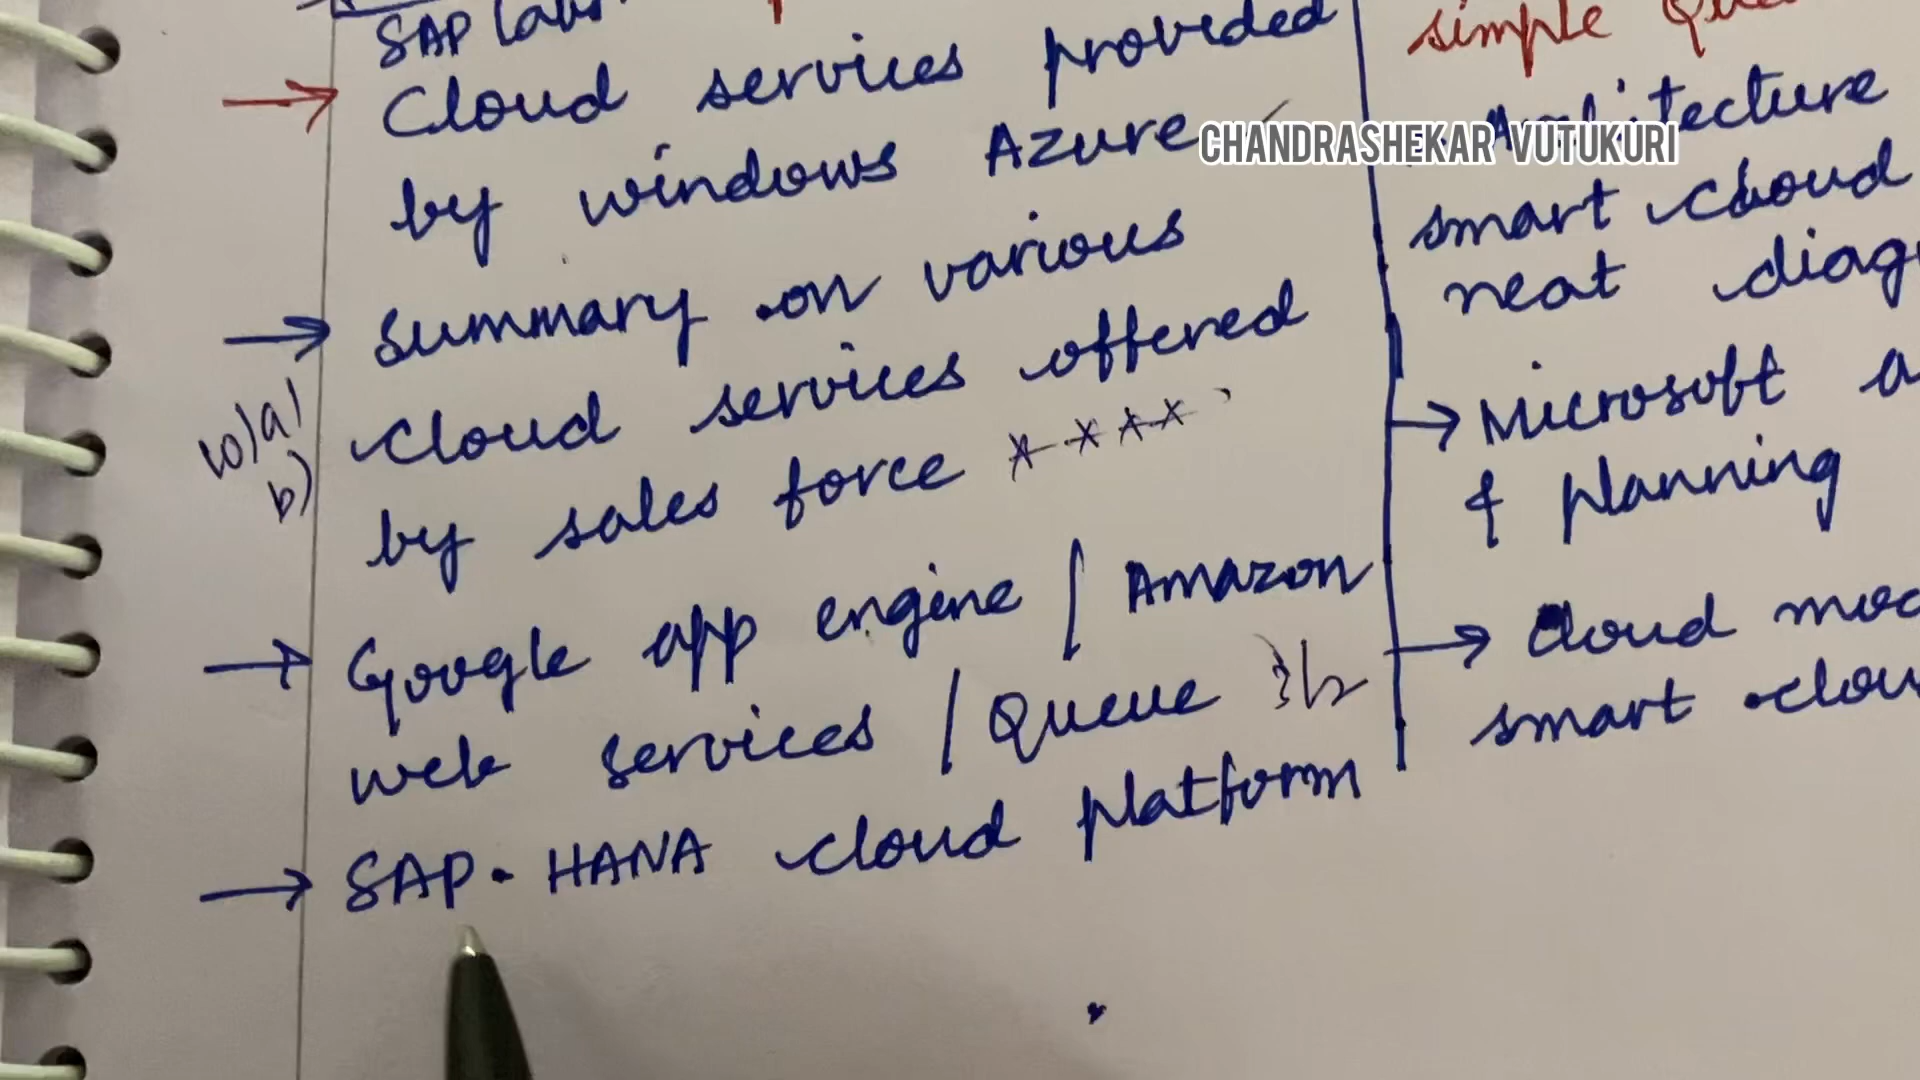 SAP Labs
Cloud services provided
by windows Azure
Summary on various
10) a)
cloud services offered
b)
by sales force ****
Google app engine / Amazon
web services / Queue
SAP. HANA cloud platform
simple
Architecture
smart cloud
neat
Microsoft
& planning
Cloud
smart
CHANDRASHEKAR VUTUKURI